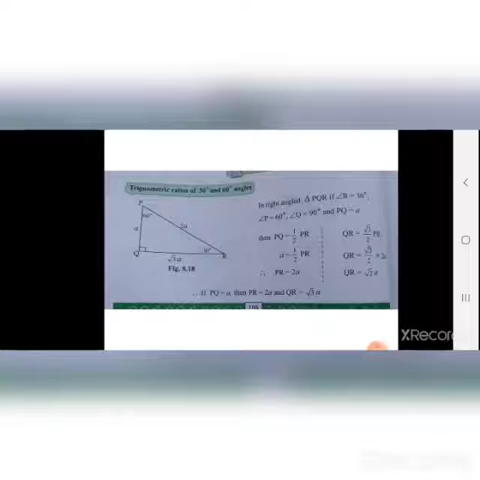 Trigonometric ratios of 30° and 60° angles
In right angled Δ PQR if ∠R = 30°,
∠P = 60°, ∠Q = 90° and PQ = a
then PQ = 1/2 PR
QR = √3/2 PR
a = 1/2 PR
QR = √3/2 × 2a
∴ PR = 2a
QR = √3 a
∴ If PQ = a, then PR = 2a and QR = √3 a
P
60°
a
2a
Q
30°
R
√3 a
Fig. 8.18
XRecord